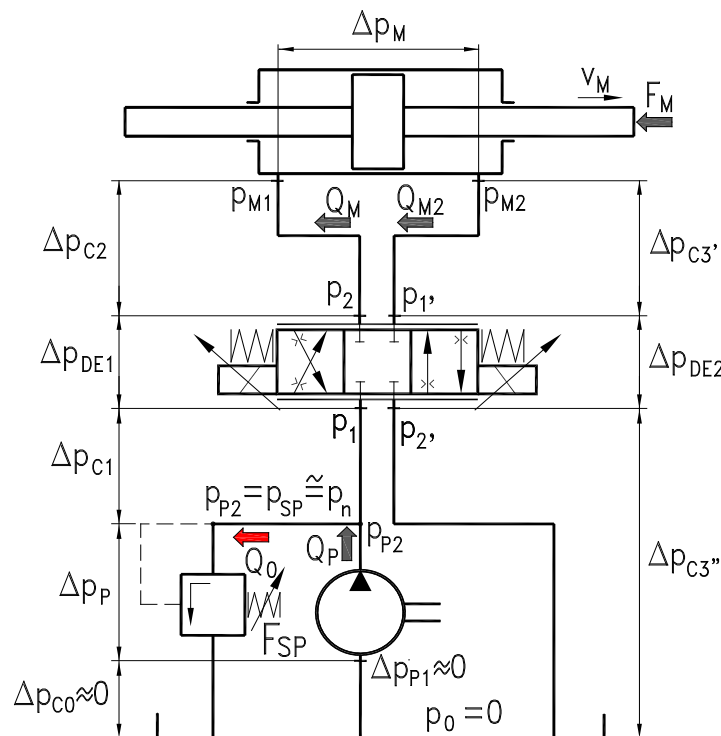 Δp_M
v_M
F_M
p_M1
Q_M
Q_M2
p_M2
Δp_C2
Δp_C3'
p_2
p_1'
Δp_DE1
Δp_DE2
p_1
p_2'
Δp_C1
p_P2=p_SP≅p_n
p_P2
Q_0
Q_P
Δp_C3"
Δp_P
F_SP
Δp_P1≈0
Δp_C0≈0
p_0=0